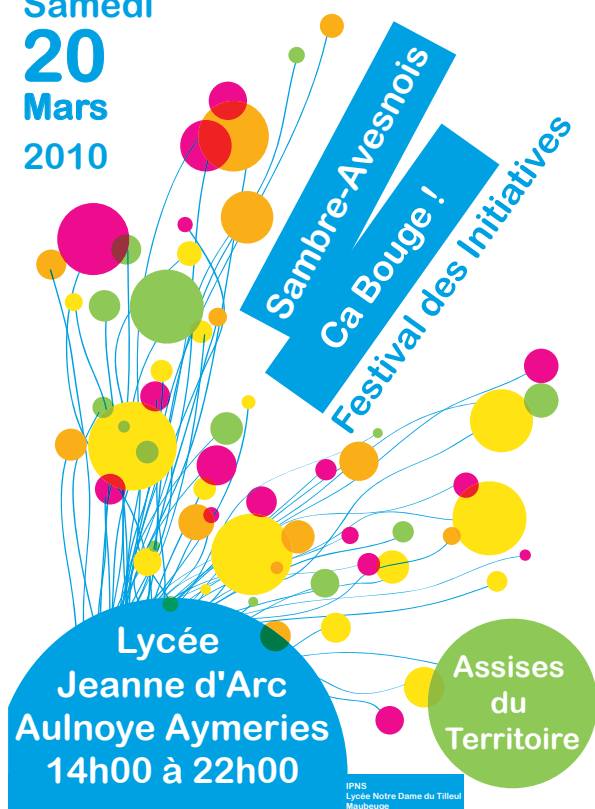 Samedi
20
Mars
2010
Sambre-Avesnois
Ca Bouge !
Festival des Initiatives
Lycée
Jeanne d'Arc
Aulnoye Aymeries
14h00 à 22h00
Assises
du
Territoire
IPNS
Lycée Notre Dame du Tilleul
Maubeuge